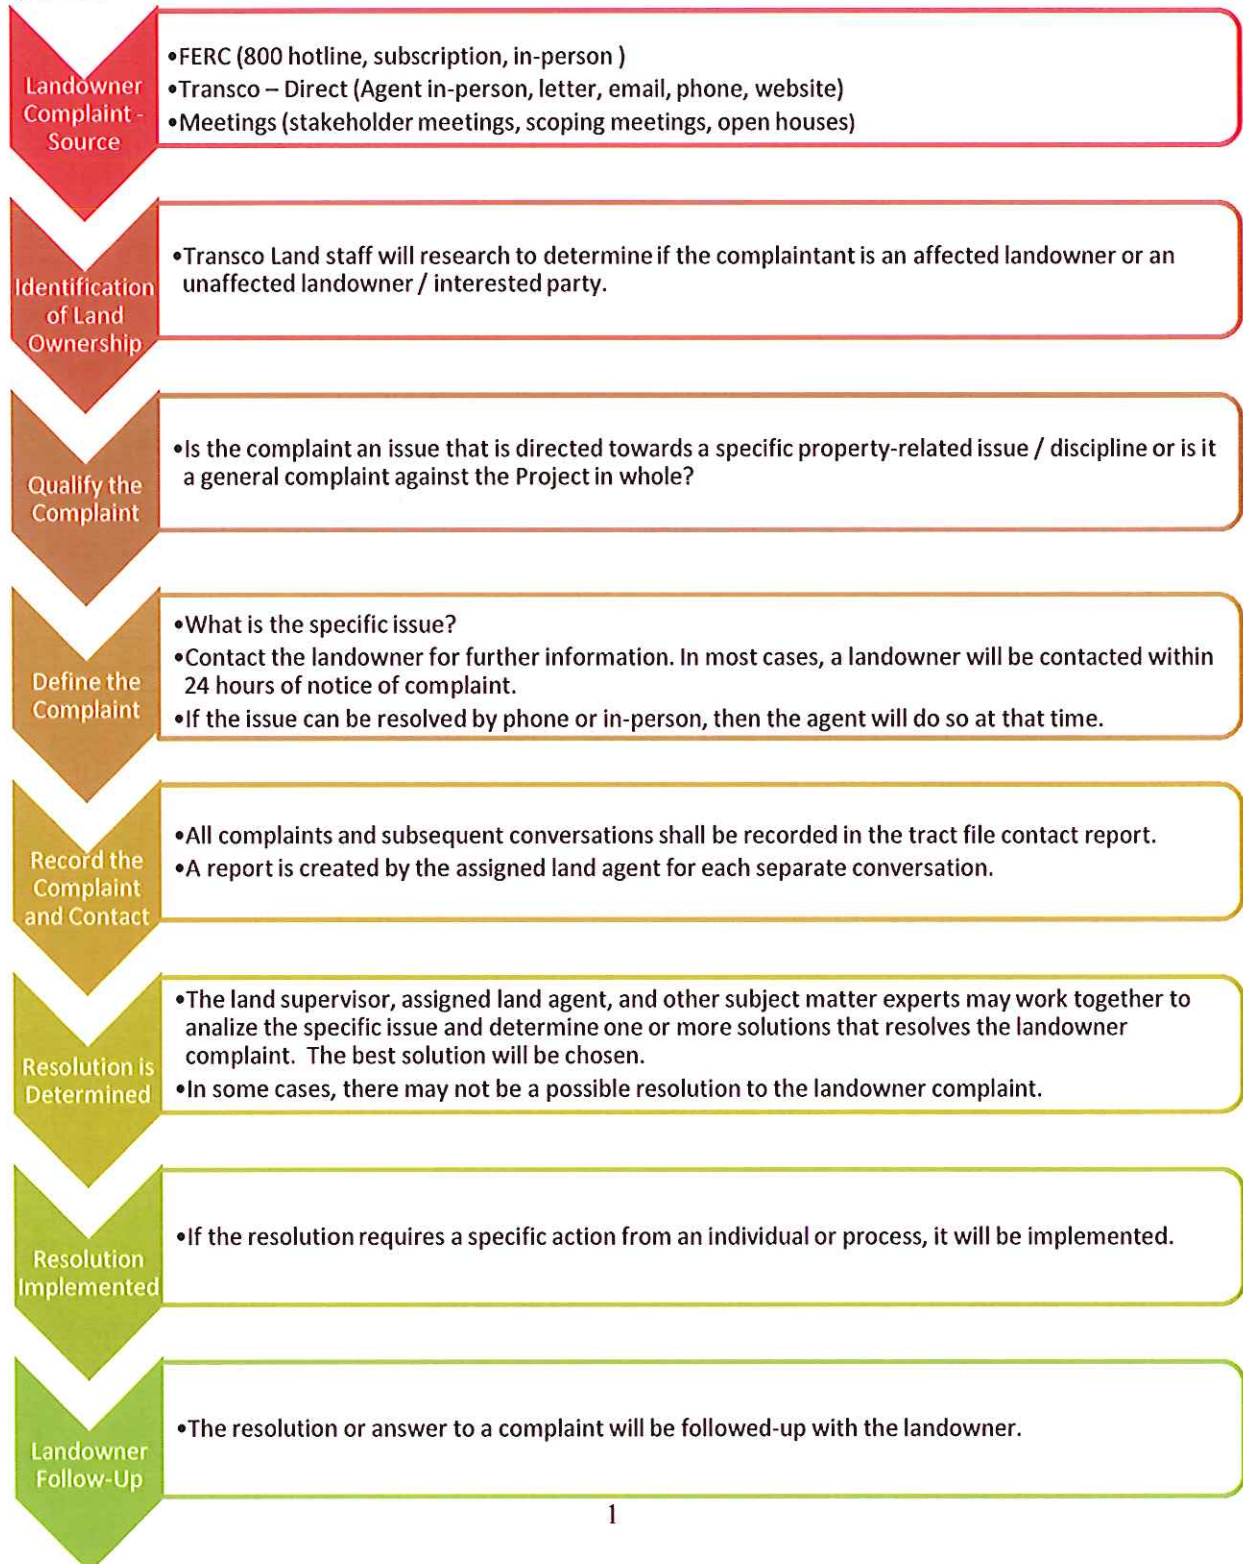 Landowner
Complaint -
Source
•FERC (800 hotline, subscription, in-person )
•Transco – Direct (Agent in-person, letter, email, phone, website)
•Meetings (stakeholder meetings, scoping meetings, open houses)
Identification
of Land
Ownership
•Transco Land staff will research to determine if the complaintant is an affected landowner or an
unaffected landowner / interested party.
Qualify the
Complaint
•Is the complaint an issue that is directed towards a specific property-related issue / discipline or is it
a general complaint against the Project in whole?
Define the
Complaint
•What is the specific issue?
•Contact the landowner for further information. In most cases, a landowner will be contacted within
24 hours of notice of complaint.
•If the issue can be resolved by phone or in-person, then the agent will do so at that time.
Record the
Complaint
and Contact
•All complaints and subsequent conversations shall be recorded in the tract file contact report.
•A report is created by the assigned land agent for each separate conversation.
Resolution is
Determined
•The land supervisor, assigned land agent, and other subject matter experts may work together to
analize the specific issue and determine one or more solutions that resolves the landowner
complaint.  The best solution will be chosen.
•In some cases, there may not be a possible resolution to the landowner complaint.
Resolution
Implemented
•If the resolution requires a specific action from an individual or process, it will be implemented.
Landowner
Follow-Up
•The resolution or answer to a complaint will be followed-up with the landowner.
1